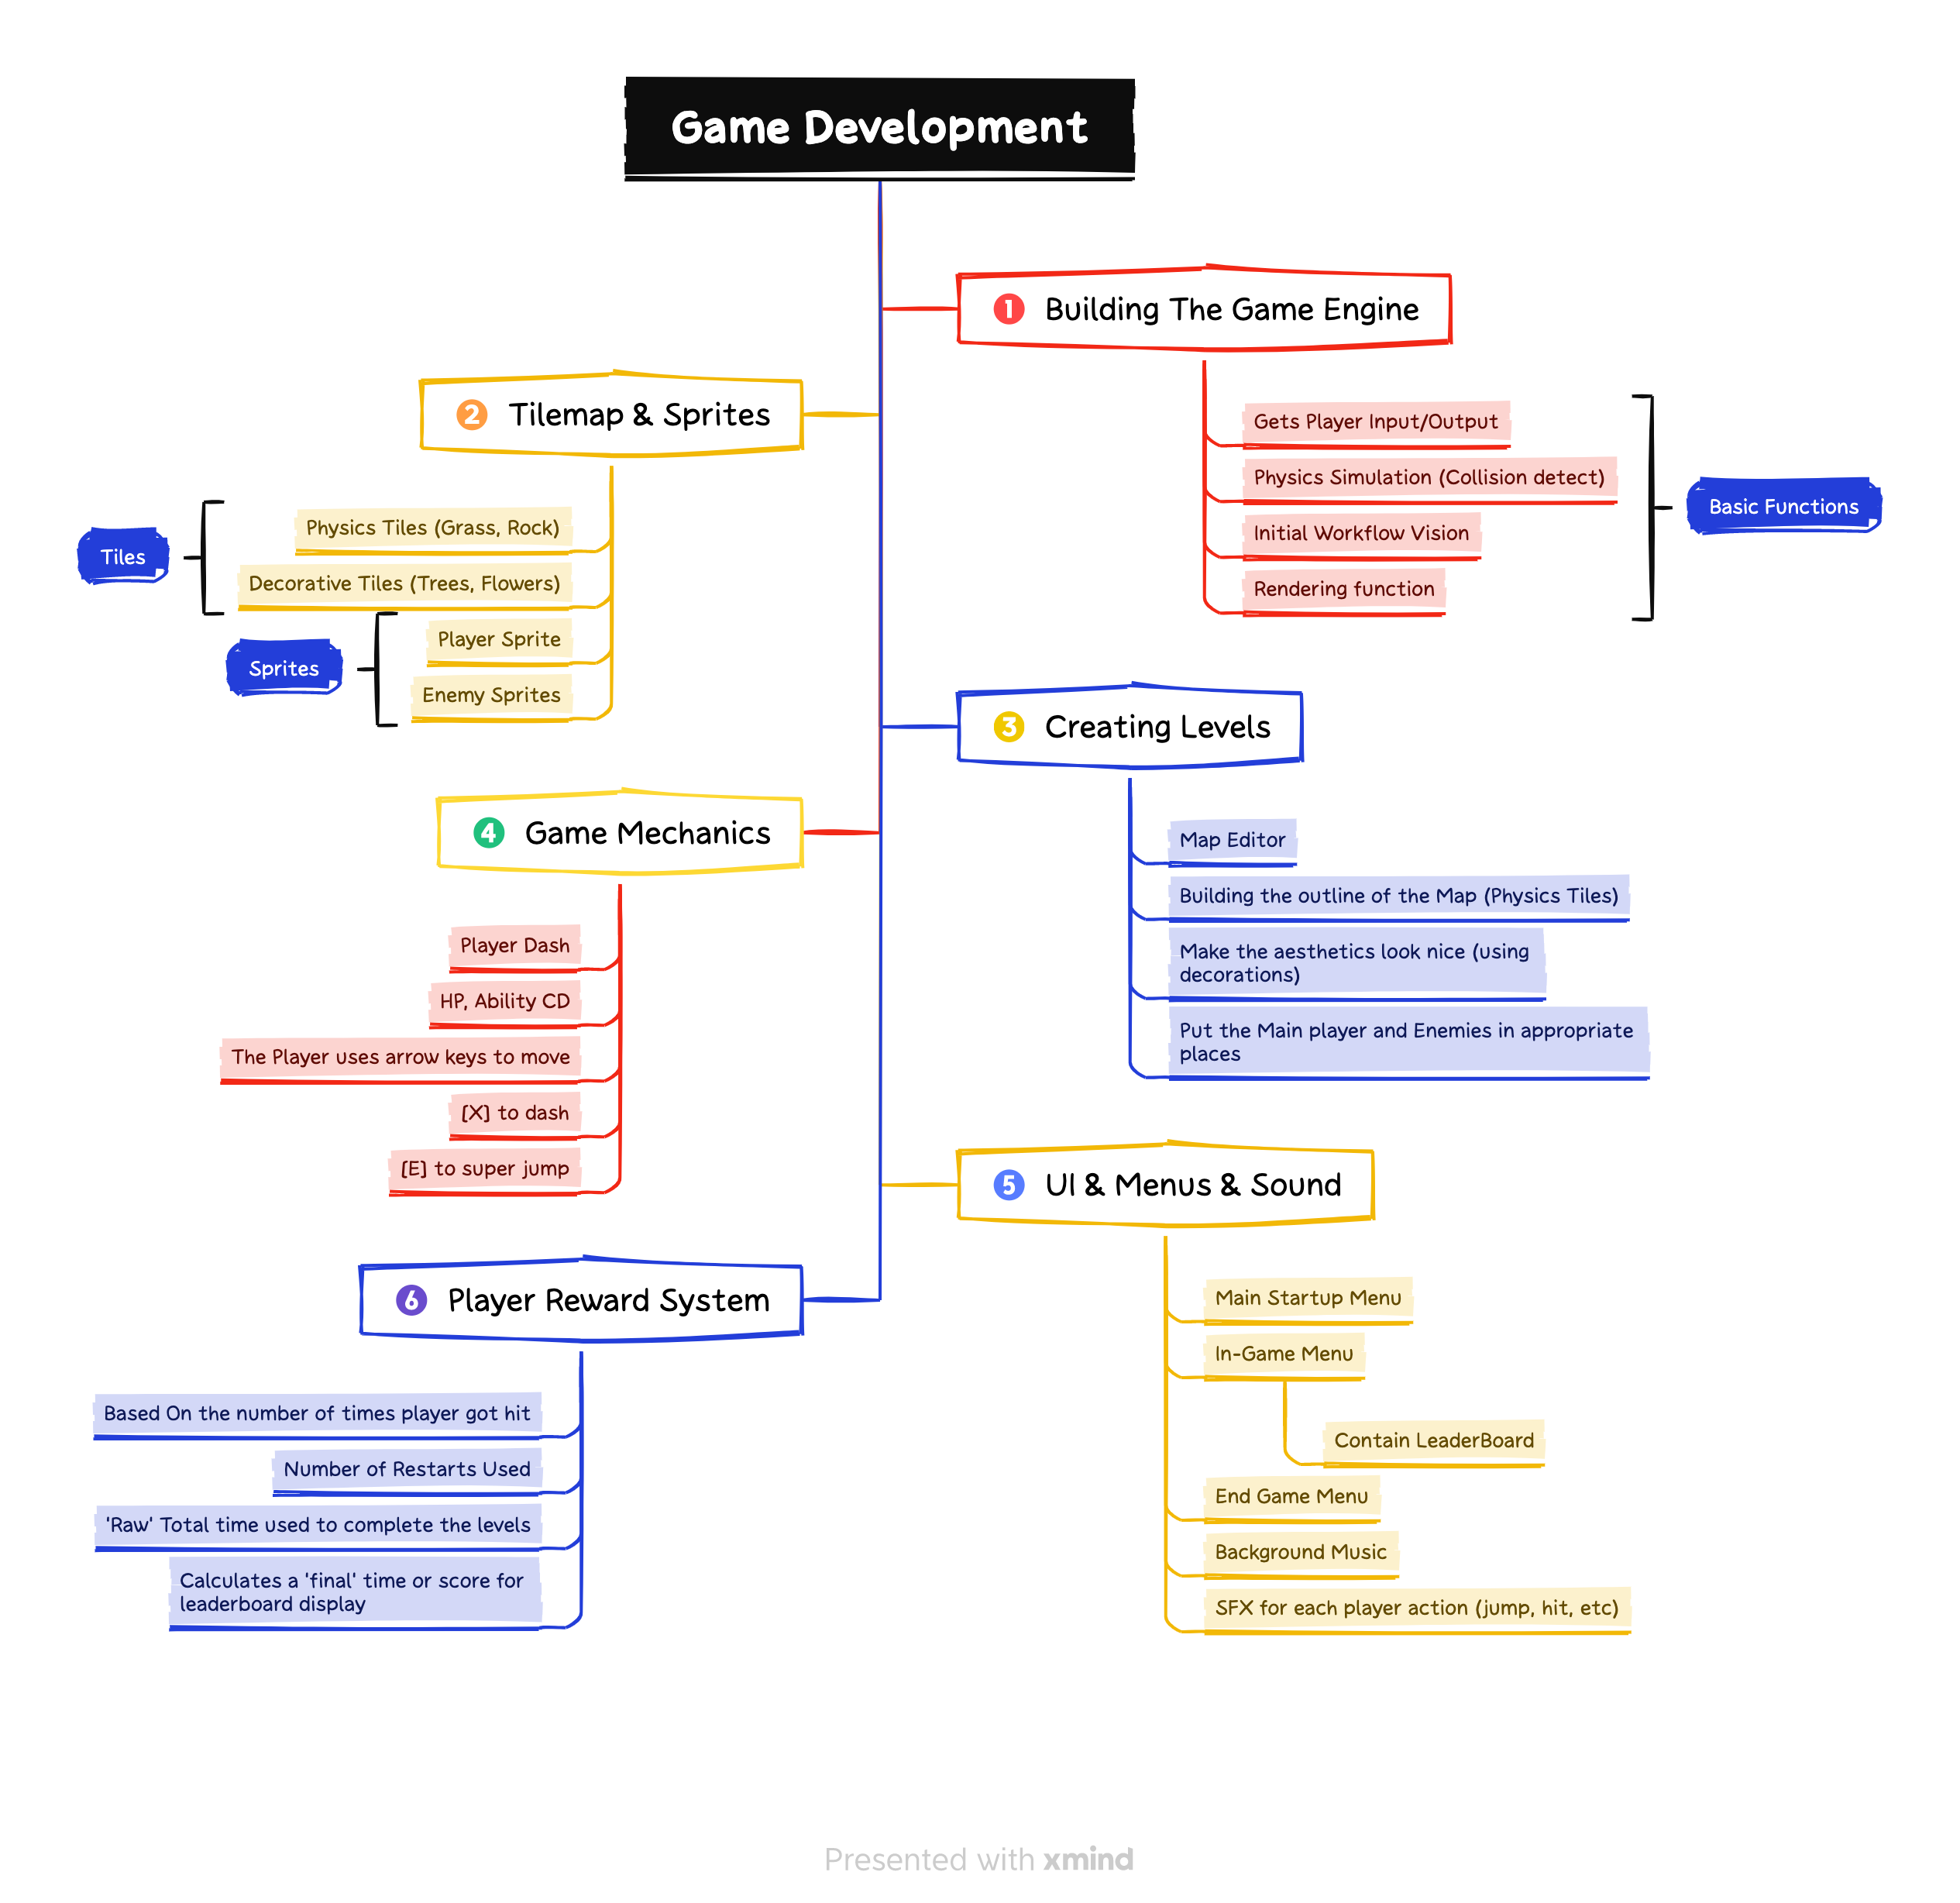 Game Development
1 Building The Game Engine
Gets Player Input/Output
Physics Simulation (Collision detect)
Initial Workflow Vision
Rendering function
Basic Functions
2 Tilemap & Sprites
Physics Tiles (Grass, Rock)
Decorative Tiles (Trees, Flowers)
Tiles
Player Sprite
Enemy Sprites
Sprites
3 Creating Levels
Map Editor
Building the outline of the Map (Physics Tiles)
Make the aesthetics look nice (using
decorations)
Put the Main player and Enemies in appropriate
places
4 Game Mechanics
Player Dash
HP, Ability CD
The Player uses arrow keys to move
[X] to dash
[E] to super jump
5 UI & Menus & Sound
Main Startup Menu
In-Game Menu
Contain LeaderBoard
End Game Menu
Background Music
SFX for each player action (jump, hit, etc)
6 Player Reward System
Based On the number of times player got hit
Number of Restarts Used
'Raw' Total time used to complete the levels
Calculates a 'final' time or score for
leaderboard display
Presented with xmind